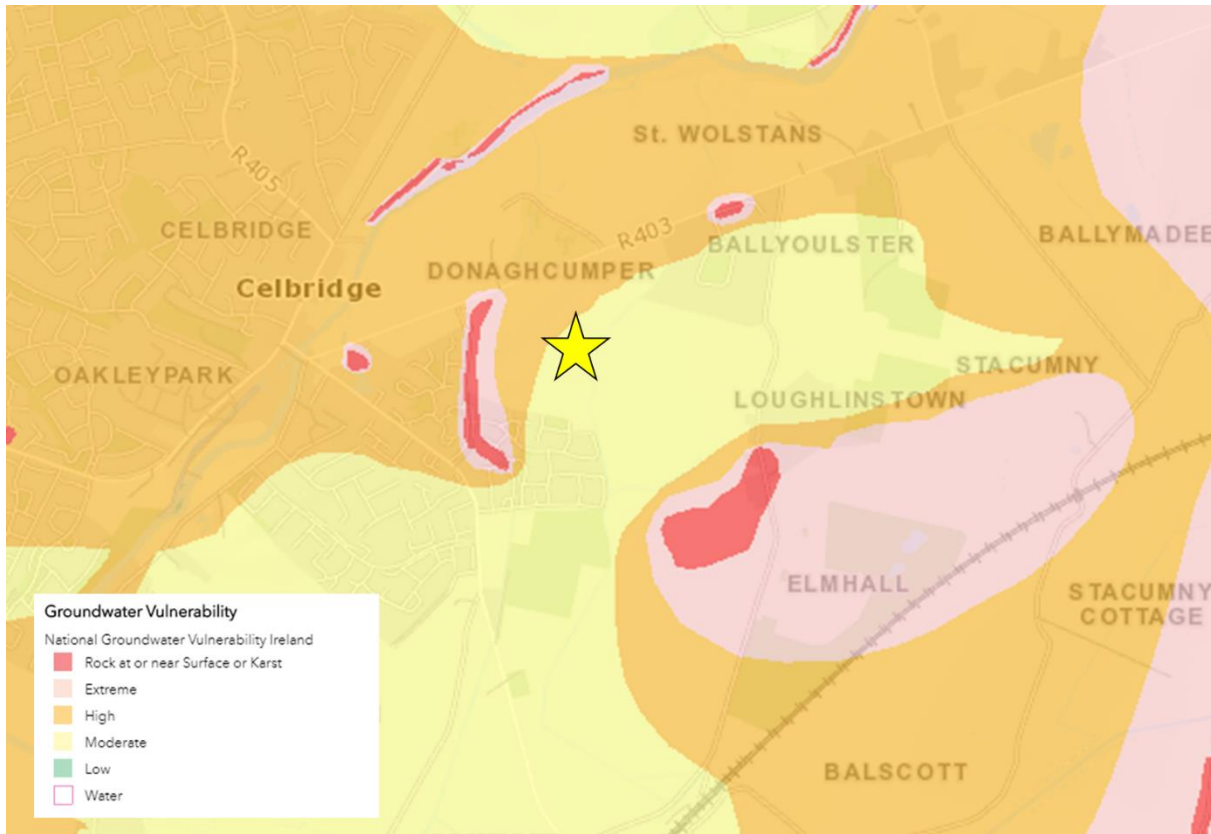 St. WOLSTANS
R405
CELBRIDGE
R403
BALLYOULSTER
BALLYMADEE
DONAGHCUMPER
Celbridge
OAKLEYPARK
STACUMNY
LOUGHLINSTOWN
ELMHALL
STACUMNY
COTTAGE
BALSCOTT
Groundwater Vulnerability
National Groundwater Vulnerability Ireland
Rock at or near Surface or Karst
Extreme
High
Moderate
Low
Water